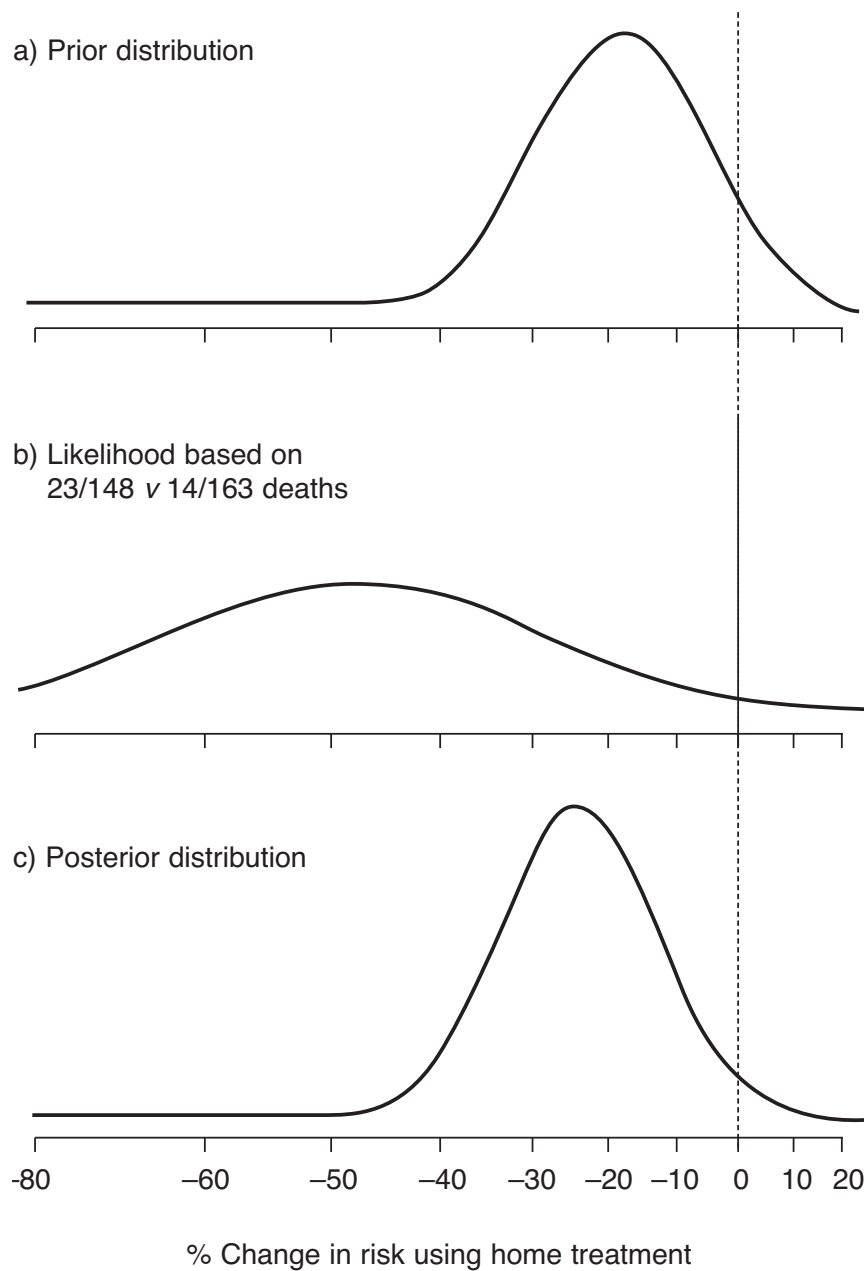 a) Prior distribution
b) Likelihood based on
23/148 v 14/163 deaths
c) Posterior distribution
-80 –60 –50 –40 –30 –20 –10 0 10 20
% Change in risk using home treatment